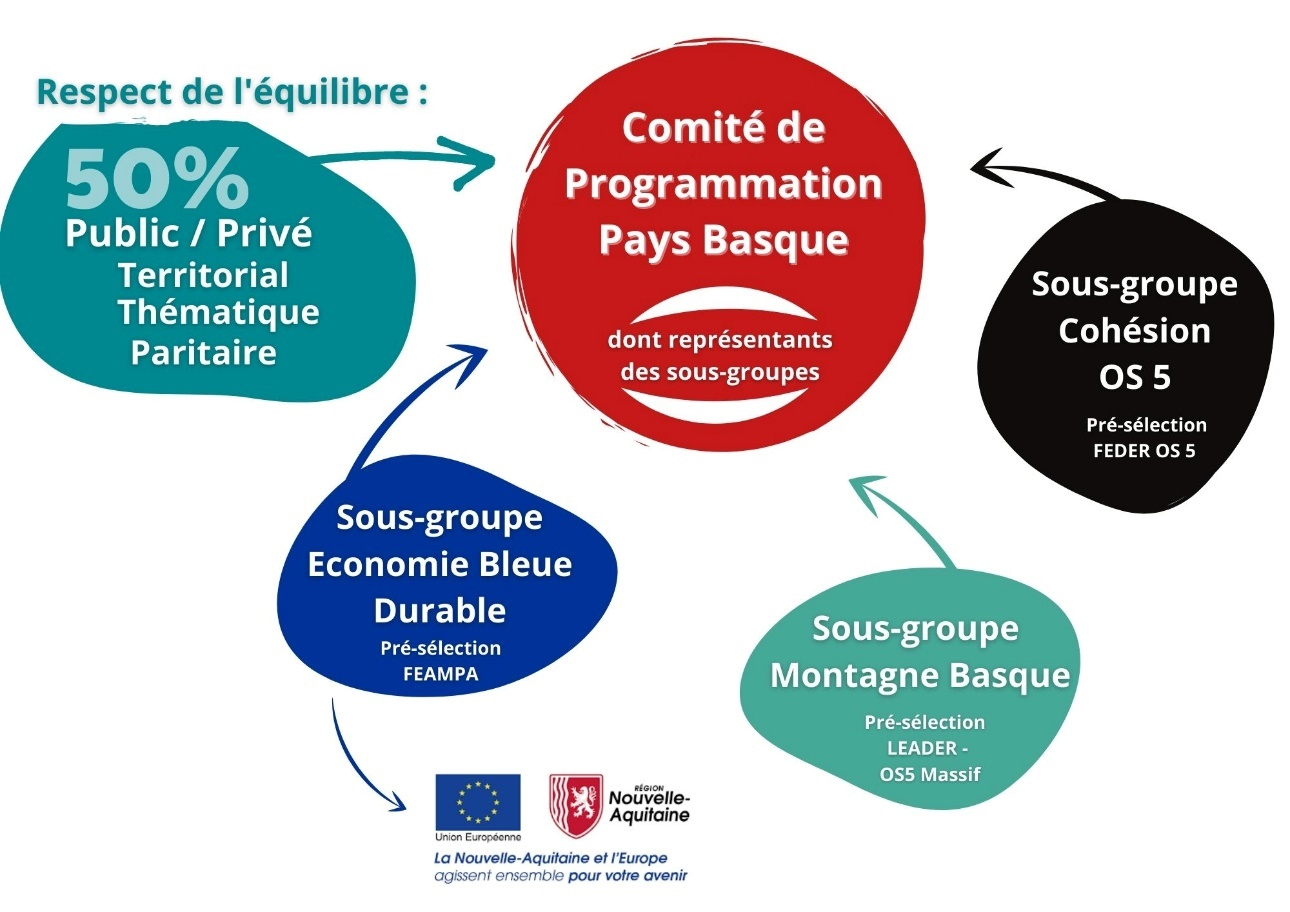 Respect de l'équilibre :
50%
Public / Privé
Territorial
Thématique
Paritaire
Comité de
Programmation
Pays Basque
dont représentants
des sous-groupes
Sous-groupe
Cohésion
OS 5
Pré-sélection
FEDER OS 5
Sous-groupe
Economie Bleue
Durable
Pré-sélection
FEAMPA
Sous-groupe
Montagne Basque
Pré-sélection
LEADER -
OS5 Massif
Union Européenne
RÉGION
Nouvelle-
Aquitaine
La Nouvelle-Aquitaine et l'Europe
agissent ensemble pour votre avenir